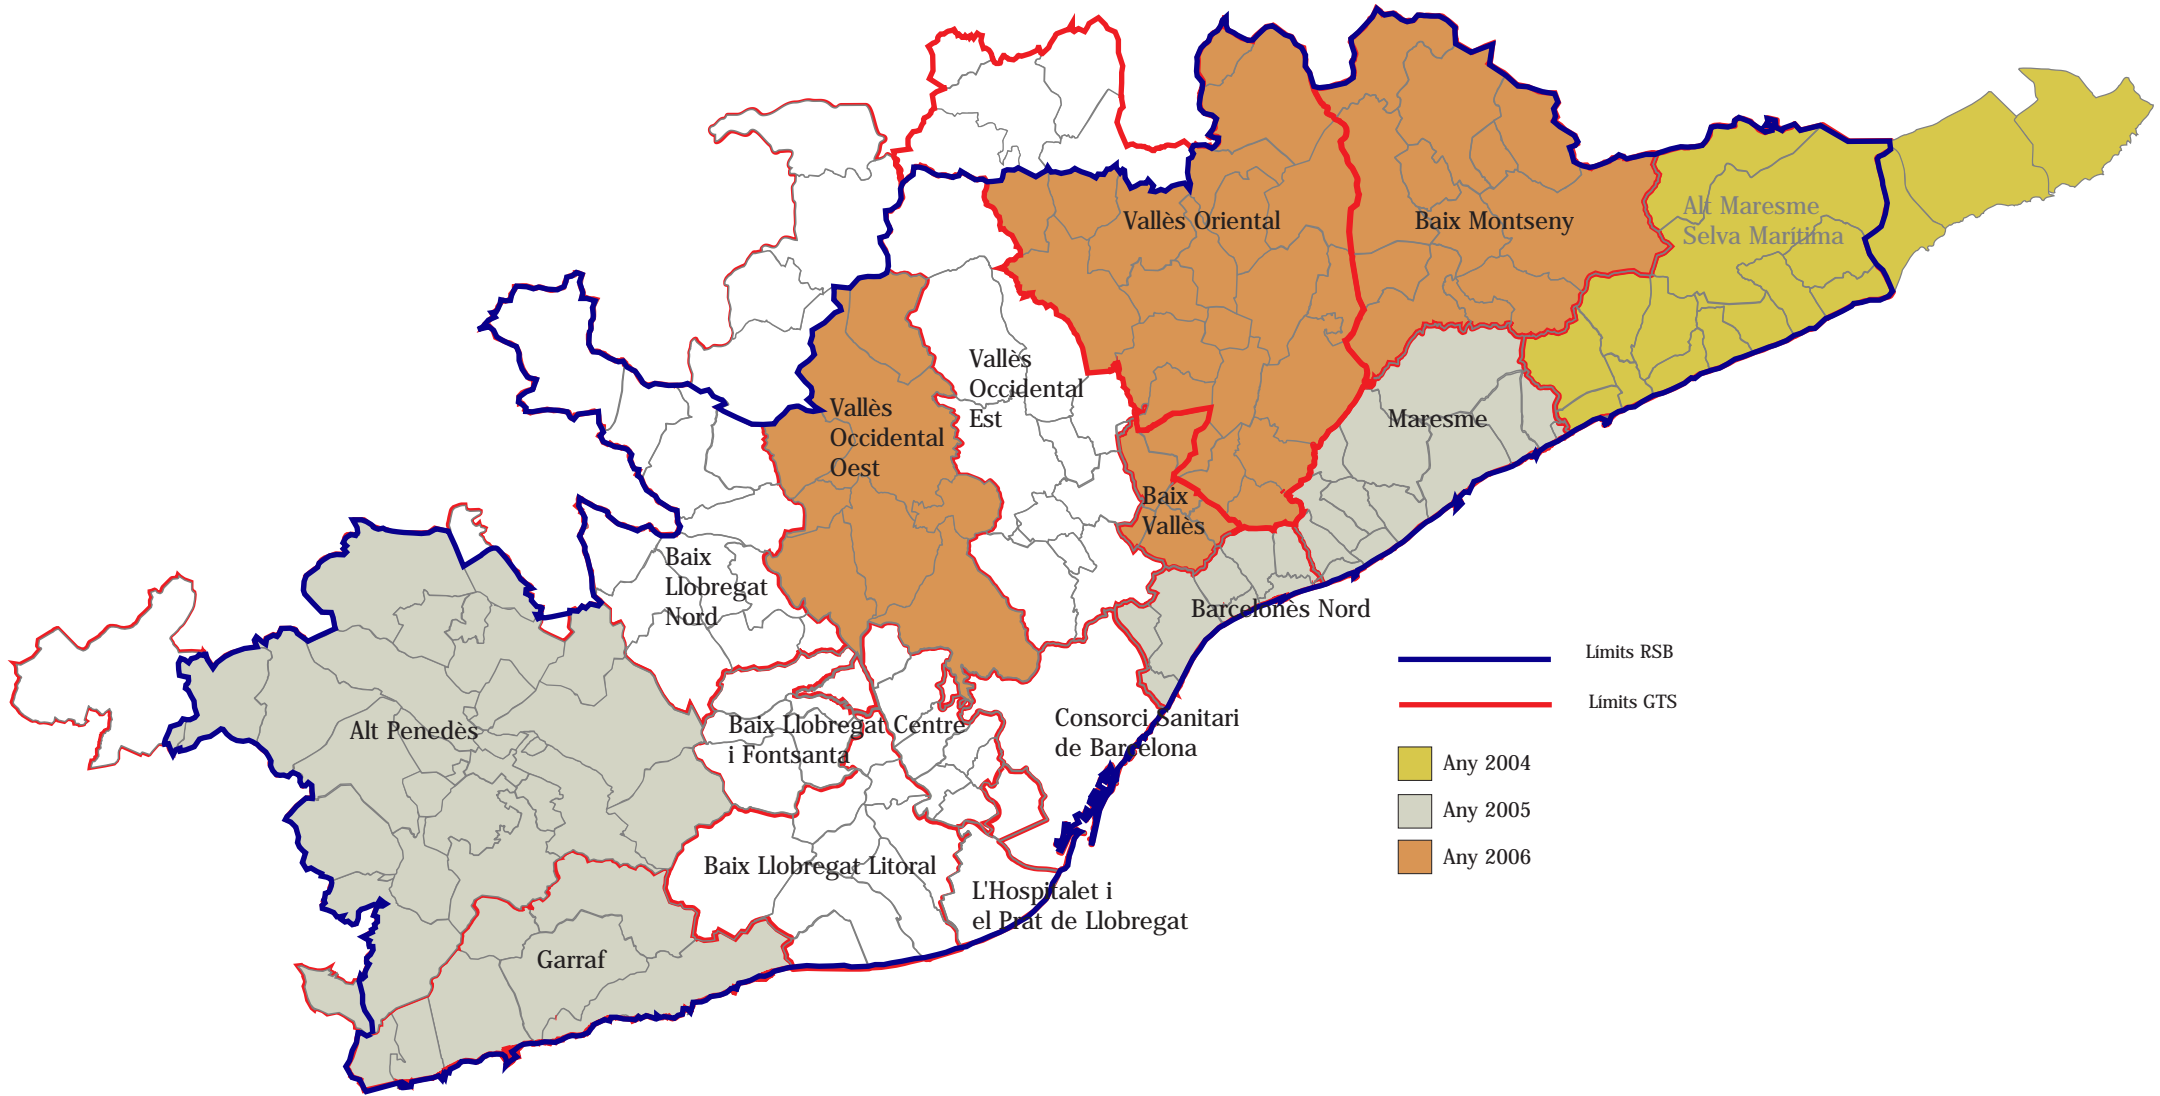 Vallès Oriental
Baix Montseny
Alt Maresme
Selva Marítima
Vallès
Occidental
Est
Vallès
Occidental
Oest
Maresme
Baix
Vallès
Baix
Llobregat
Nord
Barcelonès Nord
Alt Penedès
Baix Llobregat Centre
i Fontsanta
Consorci Sanitari
de Barcelona
Baix Llobregat Litoral
L'Hospitalet i
el Prat de Llobregat
Garraf
Límits RSB
Límits GTS
Any 2004
Any 2005
Any 2006